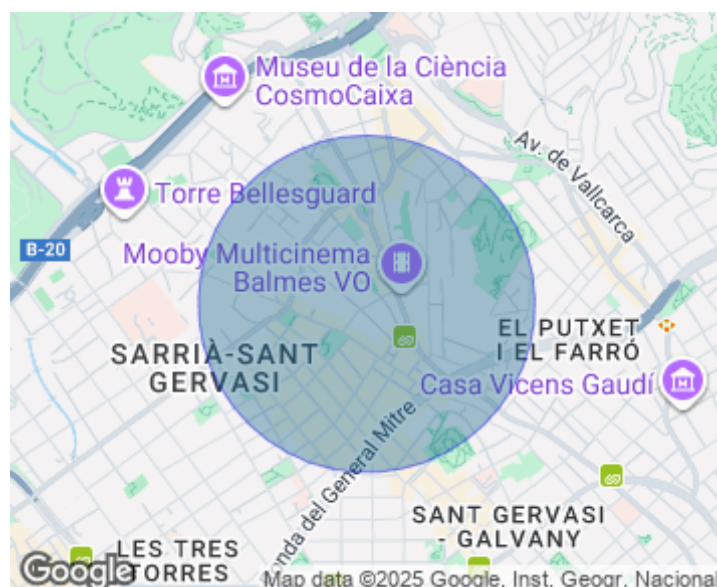 Museu de la Ciència
CosmoCaixa
Av. de Vallcarca
Torre Bellesguard
B-20
Mooby Multicinema
Balmes VO
EL PUTXET
I EL FARRÓ
SARRIÀ-SANT
GERVASI
Casa Vicens Gaudí
onda del General Mitre
SANT GERVASI
- GALVANY
LES TRES
TORRES
Google
Map data ©2025 Google, Inst. Geogr. Nacional